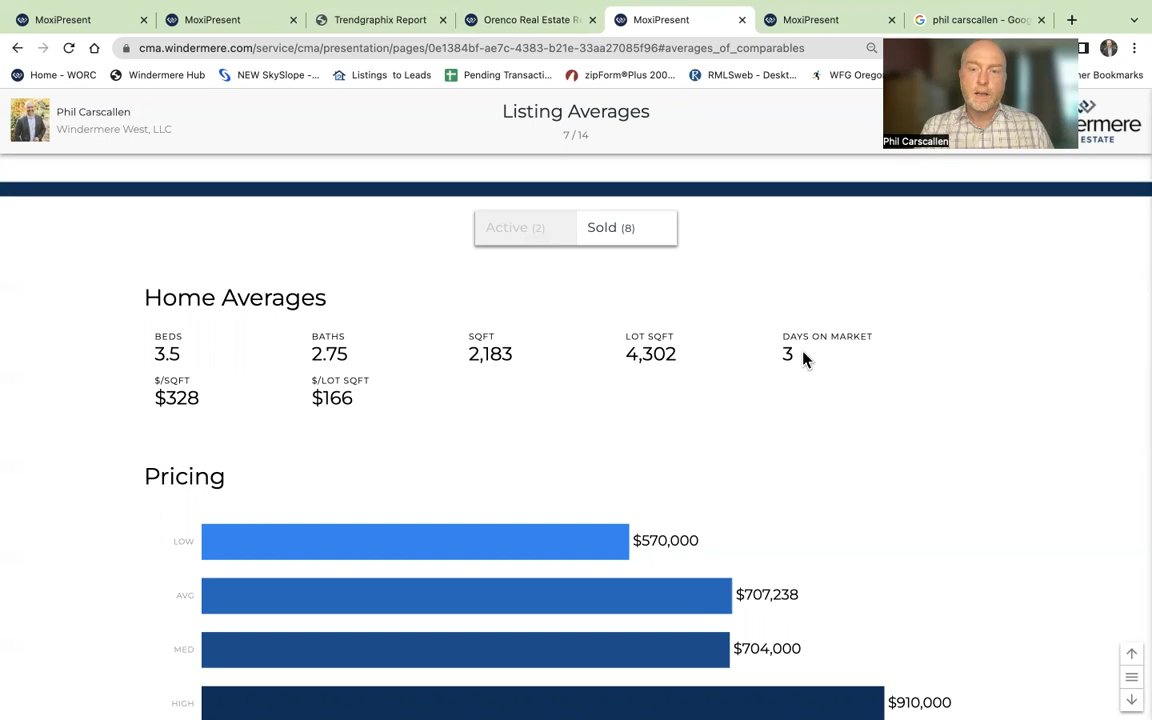 MoxiPresent
MoxiPresent
Trendgraphix Report
Orenco Real Estate R
MoxiPresent
MoxiPresent
phil carscallen - Goo
cma.windermere.com/service/cma/presentation/pages/0e1384bf-ae7c-4383-b21e-33aa27085f96#averages_of_comparables
Home - WORC
Windermere Hub
NEW SkySlope -...
Listings to Leads
Pending Transacti...
zipForm®Plus 200...
RMLSweb - Deskt...
WFG Orego
er Bookmarks
Phil Carscallen
Windermere West, LLC
Listing Averages
7 / 14
Phil Carscallen
ermere
ESTATE
Active (2)
Sold (8)
Home Averages
BEDS
3.5
BATHS
2.75
SQFT
2,183
LOT SQFT
4,302
DAYS ON MARKET
3
$/SQFT
$328
$/LOT SQFT
$166
Pricing
LOW
$570,000
AVG
$707,238
MED
$704,000
HIGH
$910,000